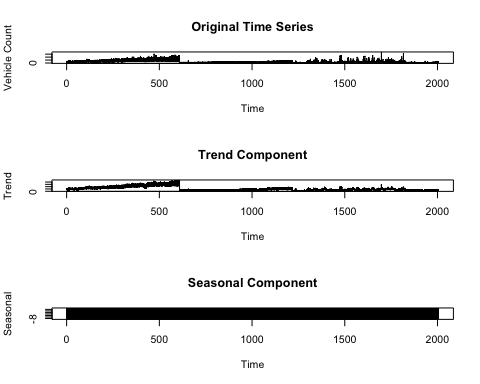 Original Time Series
Vehicle Count
0
0 500 1000 1500 2000
Time
Trend Component
Trend
0
0 500 1000 1500 2000
Time
Seasonal Component
Seasonal
-8
0 500 1000 1500 2000
Time